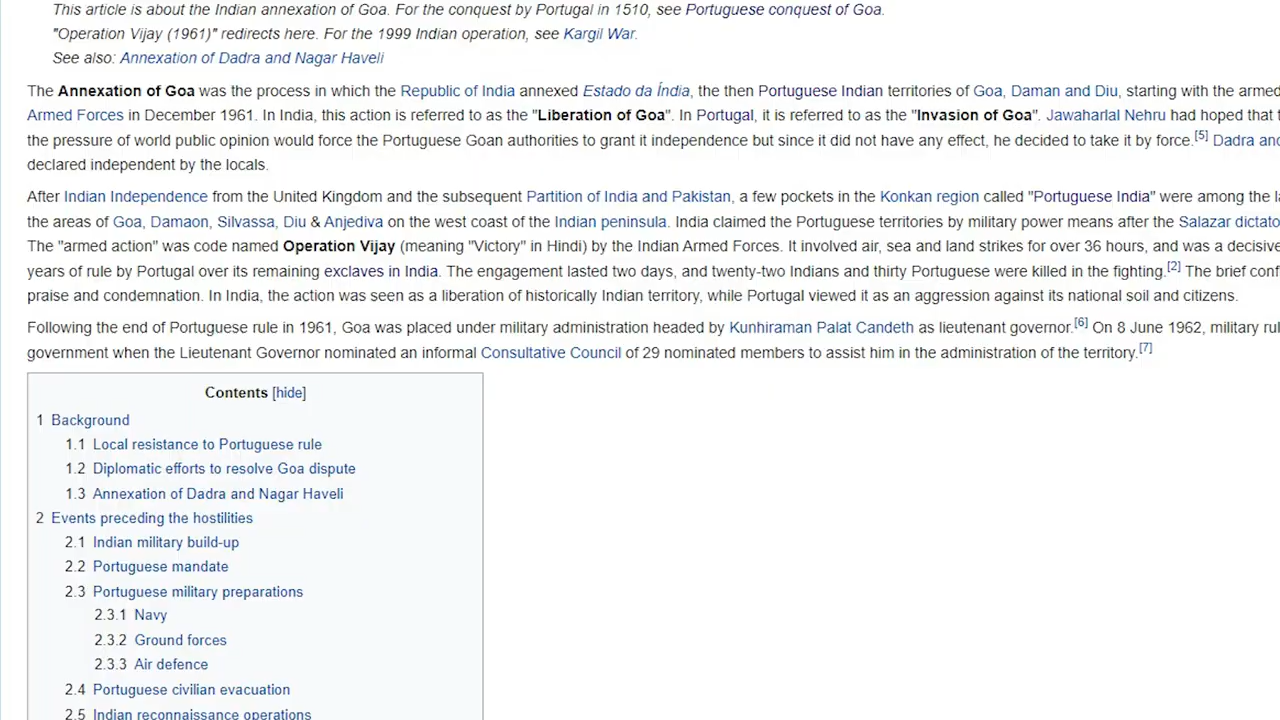 This article is about the Indian annexation of Goa. For the conquest by Portugal in 1510, see Portuguese conquest of Goa.
"Operation Vijay (1961)" redirects here. For the 1999 Indian operation, see Kargil War.
See also: Annexation of Dadra and Nagar Haveli
The Annexation of Goa was the process in which the Republic of India annexed Estado da Índia, the then Portuguese Indian territories of Goa, Daman and Diu, starting with the armed
Armed Forces in December 1961. In India, this action is referred to as the "Liberation of Goa". In Portugal, it is referred to as the "Invasion of Goa". Jawaharlal Nehru had hoped that
the pressure of world public opinion would force the Portuguese Goan authorities to grant it independence but since it did not have any effect, he decided to take it by force.[5] Dadra and
declared independent by the locals.
After Indian Independence from the United Kingdom and the subsequent Partition of India and Pakistan, a few pockets in the Konkan region called "Portuguese India" were among the
the areas of Goa, Damaon, Silvassa, Diu & Anjediva on the west coast of the Indian peninsula. India claimed the Portuguese territories by military power means after the Salazar
The "armed action" was code named Operation Vijay (meaning "Victory" in Hindi) by the Indian Armed Forces. It involved air, sea and land strikes for over 36 hours, and was a decisive
years of rule by Portugal over its remaining exclaves in India. The engagement lasted two days, and twenty-two Indians and thirty Portuguese were killed in the fighting.[2] The brief
praise and condemnation. In India, the action was seen as a liberation of historically Indian territory, while Portugal viewed it as an aggression against its national soil and citizens.
Following the end of Portuguese rule in 1961, Goa was placed under military administration headed by Kunhiraman Palat Candeth as lieutenant governor.[6] On 8 June 1962, military
government when the Lieutenant Governor nominated an informal Consultative Council of 29 nominated members to assist him in the administration of the territory.[7]
Contents [hide]
1 Background
1.1 Local resistance to Portuguese rule
1.2 Diplomatic efforts to resolve Goa dispute
1.3 Annexation of Dadra and Nagar Haveli
2 Events preceding the hostilities
2.1 Indian military build-up
2.2 Portuguese mandate
2.3 Portuguese military preparations
2.3.1 Navy
2.3.2 Ground forces
2.3.3 Air defence
2.4 Portuguese civilian evacuation
2.5 Indian reconnaissance operations